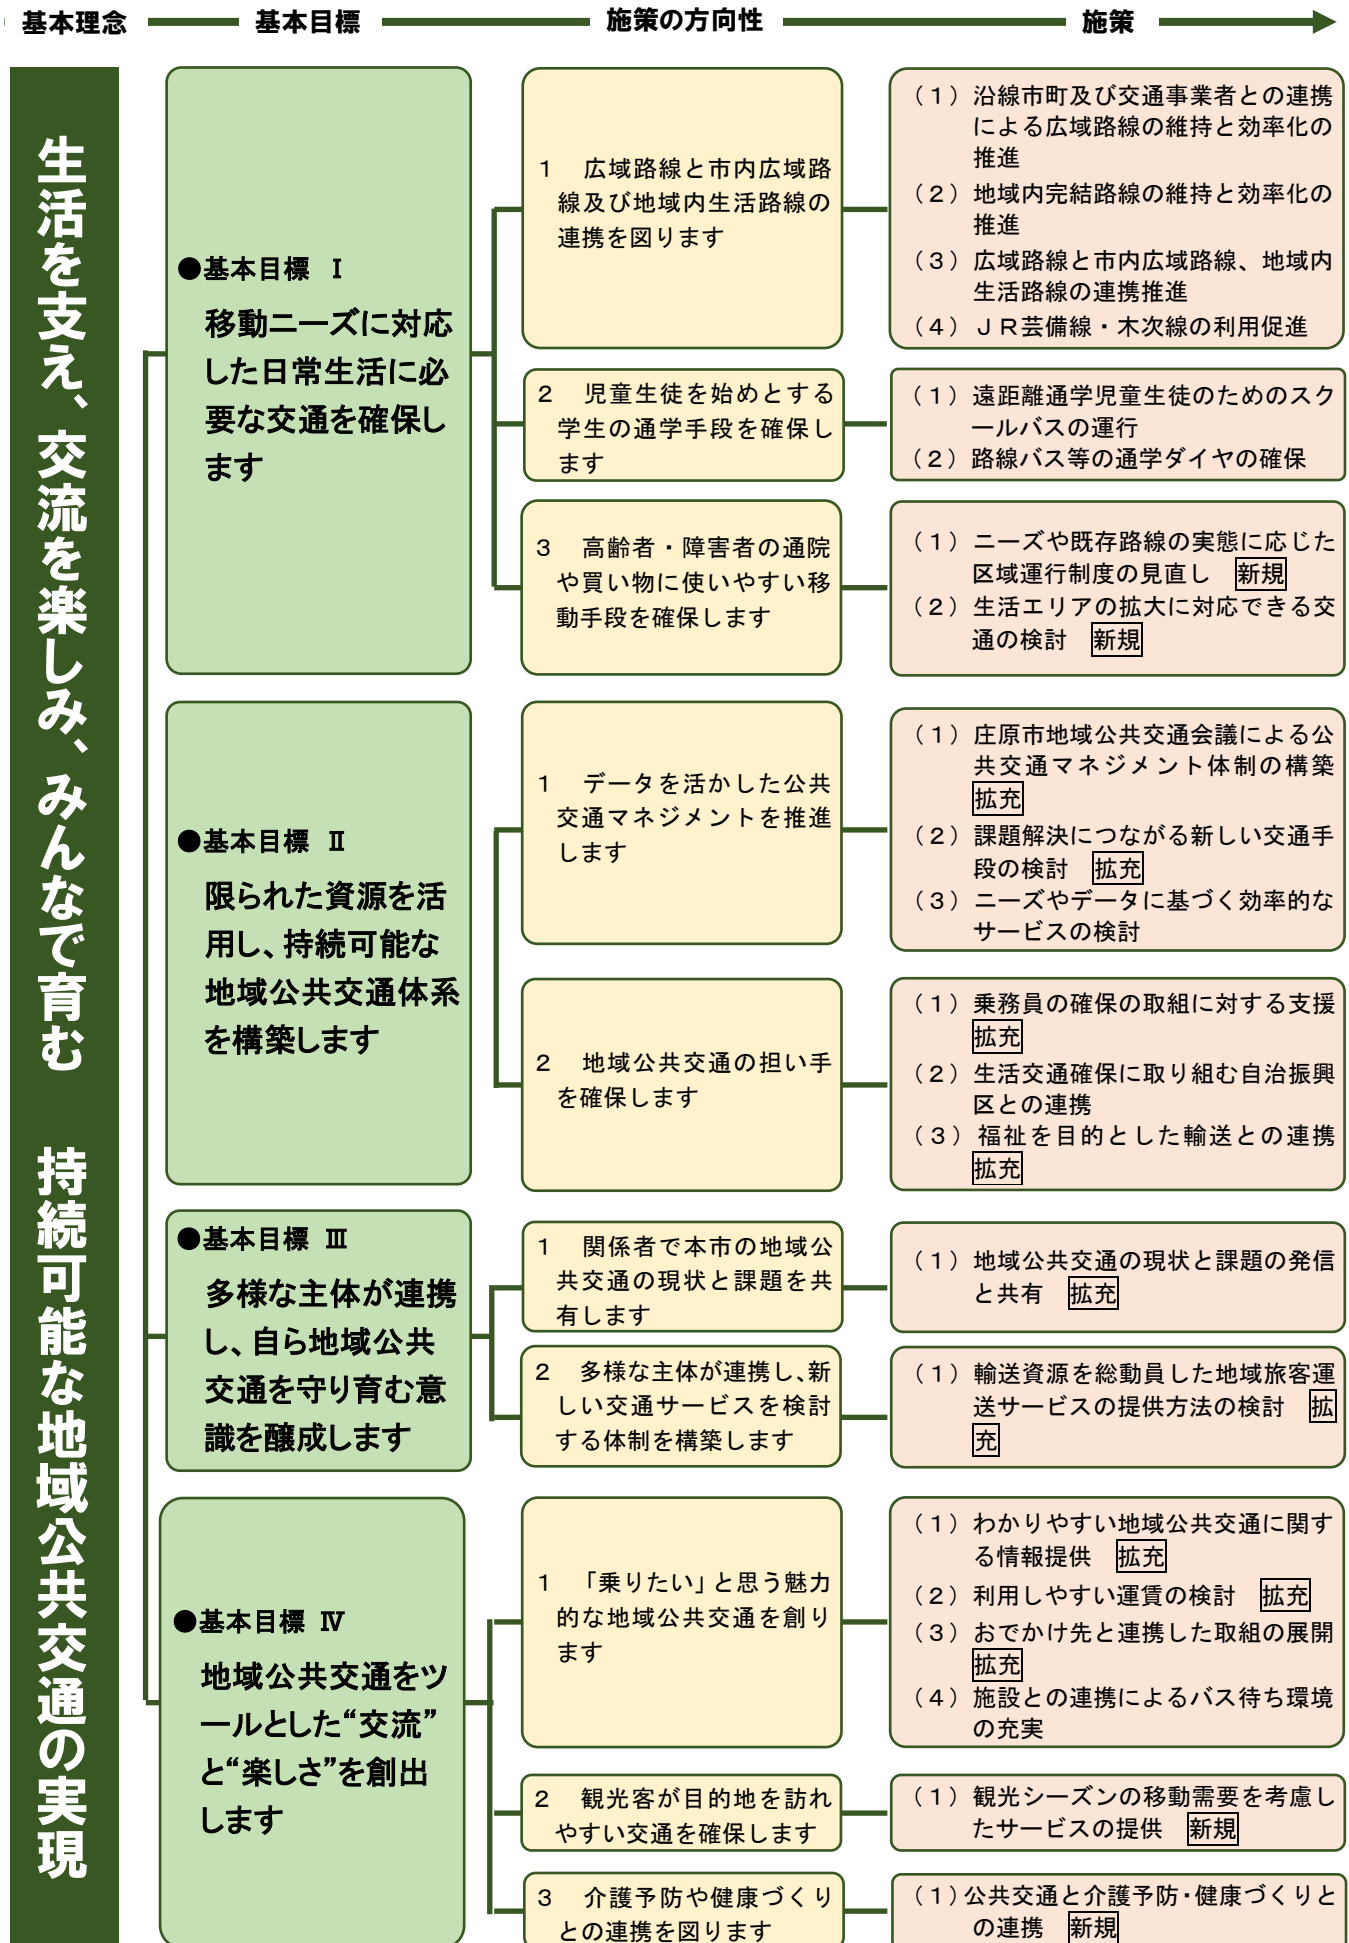 基本理念
基本目標
施策の方向性
施策
生活を支え、交流を楽しみ、みんなで育む　持続可能な地域公共交通の実現
●基本目標 Ⅰ
移動ニーズに対応
した日常生活に必
要な交通を確保し
ます
1　広域路線と市内広域路
線及び地域内生活路線の
連携を図ります
（1）沿線市町及び交通事業者との連携
による広域路線の維持と効率化の
推進
（2）地域内完結路線の維持と効率化の
推進
（3）広域路線と市内広域路線、地域内
生活路線の連携推進
（4）ＪＲ芸備線・木次線の利用促進
2　児童生徒を始めとする
学生の通学手段を確保し
ます
（1）遠距離通学児童生徒のためのスク
ールバスの運行
（2）路線バス等の通学ダイヤの確保
3　高齢者・障害者の通院
や買い物に使いやすい移
動手段を確保します
（1）ニーズや既存路線の実態に応じた
区域運行制度の見直し　新規
（2）生活エリアの拡大に対応できる交
通の検討　新規
●基本目標 Ⅱ
限られた資源を活
用し、持続可能な
地域公共交通体系
を構築します
1　データを活かした公共
交通マネジメントを推進
します
（1）庄原市地域公共交通会議による公
共交通マネジメント体制の構築
拡充
（2）課題解決につながる新しい交通手
段の検討　拡充
（3）ニーズやデータに基づく効率的な
サービスの検討
2　地域公共交通の担い手
を確保します
（1）乗務員の確保の取組に対する支援
拡充
（2）生活交通確保に取り組む自治振興
区との連携
（3）福祉を目的とした輸送との連携
拡充
●基本目標 Ⅲ
多様な主体が連携
し、自ら地域公共
交通を守り育む意
識を醸成します
1　関係者で本市の地域公
共交通の現状と課題を共
有します
（1）地域公共交通の現状と課題の発信
と共有　拡充
2　多様な主体が連携し、新
しい交通サービスを検討
する体制を構築します
（1）輸送資源を総動員した地域旅客運
送サービスの提供方法の検討　拡
充
●基本目標 Ⅳ
地域公共交通をツ
ールとした“交流”
と“楽しさ”を創出
します
1　「乗りたい」と思う魅力
的な地域公共交通を創り
ます
（1）わかりやすい地域公共交通に関す
る情報提供　拡充
（2）利用しやすい運賃の検討　拡充
（3）おでかけ先と連携した取組の展開
拡充
（4）施設との連携によるバス待ち環境
の充実
2　観光客が目的地を訪れ
やすい交通を確保します
（1）観光シーズンの移動需要を考慮し
たサービスの提供　新規
3　介護予防や健康づくり
との連携を図ります
（1）公共交通と介護予防・健康づくりと
の連携　新規